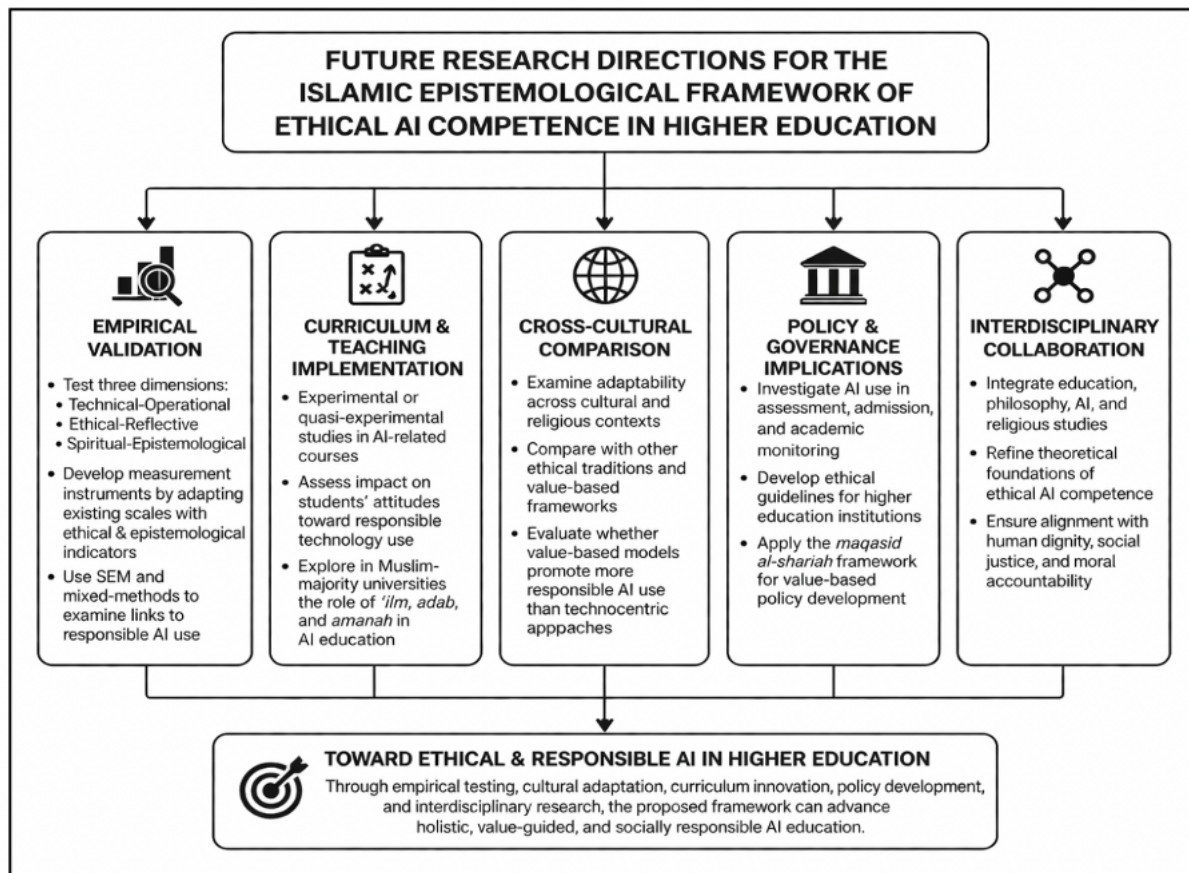 FUTURE RESEARCH DIRECTIONS FOR THE
ISLAMIC EPISTEMOLOGICAL FRAMEWORK OF
ETHICAL AI COMPETENCE IN HIGHER EDUCATION
EMPIRICAL
VALIDATION
• Test three dimensions:
• Technical-Operational
• Ethical-Reflective
• Spiritual-Epistemological
• Develop measurement
instruments by adapting
existing scales with
ethical & epistemological
indicators
• Use SEM and
mixed-methods to
examine links to
responsible AI use
CURRICULUM &
TEACHING
IMPLEMENTATION
• Experimental or
quasi-experimental
studies in AI-related
courses
• Assess impact on
students' attitudes
toward responsible
technology use
• Explore in Muslim-
majority universities
the role of 'ilm, adab,
and amanah in
AI education
CROSS-CULTURAL
COMPARISON
• Examine adaptability
across cultural and
religious contexts
• Compare with other
ethical traditions and
value-based
frameworks
• Evaluate whether
value-based models
promote more
responsible AI use
than technocentric
apppaches
POLICY &
GOVERNANCE
IMPLICATIONS
• Investigate AI use in
assessment, admission,
and academic
monitoring
• Develop ethical
guidelines for higher
education institutions
• Apply the maqasid
al-shariah framework
for value-based
policy development
INTERDISCIPLINARY
COLLABORATION
• Integrate education,
philosophy, AI, and
religious studies
• Refine theoretical
foundations of
ethical AI competence
• Ensure alignment with
human dignity, social
justice, and moral
accountability
TOWARD ETHICAL & RESPONSIBLE AI IN HIGHER EDUCATION
Through empirical testing, cultural adaptation, curriculum innovation, policy development,
and interdisciplinary research, the proposed framework can advance
holistic, value-guided, and socially responsible AI education.